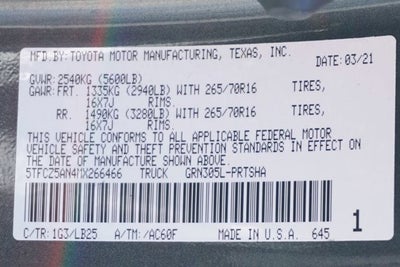 MFD.BY:TOYOTA MOTOR MANUFACTURING, TEXAS, INC.
DATE: 03/21
GVWR: 2540KG (5600LB)
GAWR: FRT. 1335KG (2940LB) WITH 265/70R16 TIRES,
16X7J RIMS.
RR. 1490KG (3280LB) WITH 265/70R16 TIRES,
16X7J RIMS.
THIS VEHICLE CONFORMS TO ALL APPLICABLE FEDERAL MOTOR
VEHICLE SAFETY AND THEFT PREVENTION STANDARDS IN EFFECT ON THE
DATE OF MANUFACTURE SHOWN ABOVE.
5TFCZ5AN4MX266466 TRUCK GRN305L-PRTSHA
1
C/TR: 1G3/LB25 A/TM: /AC60F MADE IN U.S.A. 645